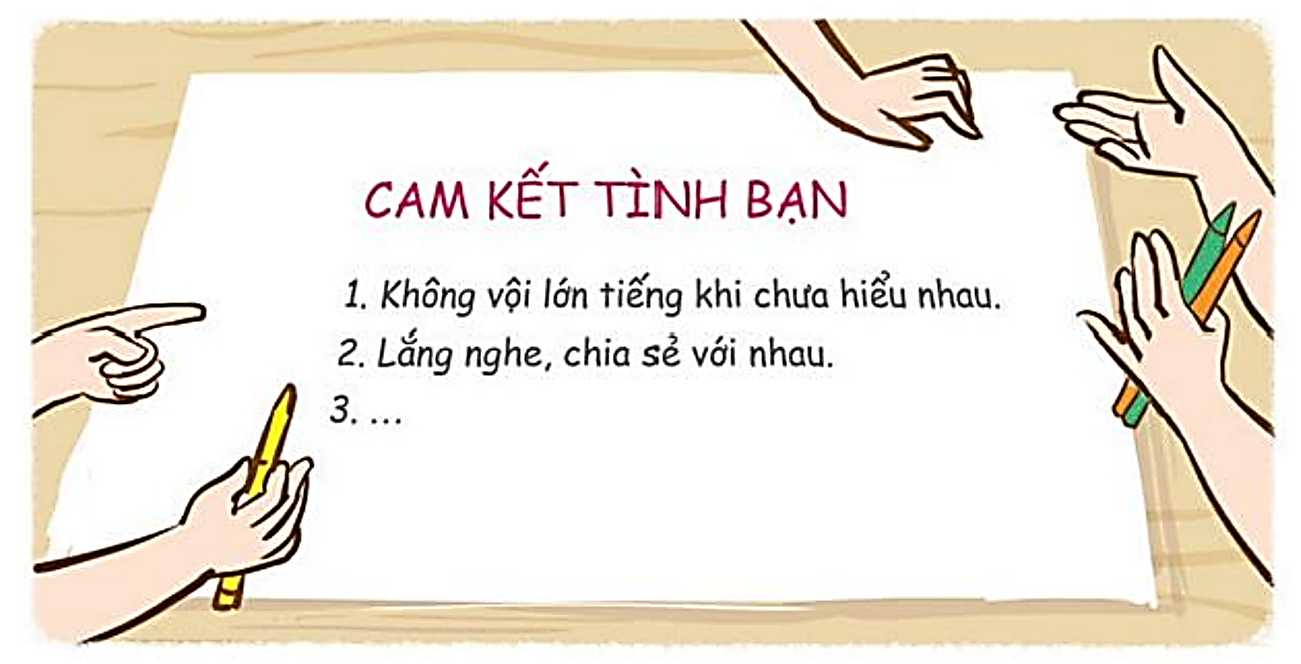 CAM KẾT TÌNH BẠN
1. Không vội lớn tiếng khi chưa hiểu nhau.
2. Lắng nghe, chia sẻ với nhau.
3. ...